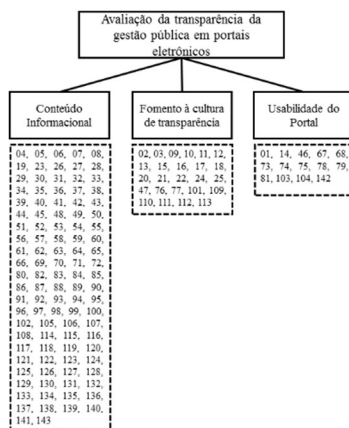 Avaliação da transparência da
gestão pública em portais
eletrônicos
Conteúdo
Informacional
Fomento à cultura
de transparência
Usabilidade do
Portal
04, 05, 06, 07, 08,
19, 23, 26, 27, 28,
29, 30, 31, 32, 33,
34, 35, 36, 37, 38,
39, 40, 41, 42, 43,
44, 45, 48, 49, 50,
51, 52, 53, 54, 55,
56, 57, 58, 59, 60,
61, 62, 63, 64, 65,
66, 69, 70, 71, 72,
80, 82, 83, 84, 85,
86, 87, 88, 89, 90,
91, 92, 93, 94, 95,
96, 97, 98, 99, 100,
102, 105, 106, 107,
108, 114, 115, 116,
117, 118, 119, 120,
121, 122, 123, 124,
125, 126, 127, 128,
129, 130, 131, 132,
133, 134, 135, 136,
137, 138, 139, 140,
141, 143
02, 03, 09, 10, 11, 12,
13, 15, 16, 17, 18,
20, 21, 22, 24, 25,
47, 76, 77, 101, 109,
110, 111, 112, 113
01, 14, 46, 67, 68,
73, 74, 75, 78, 79,
81, 103, 104, 142